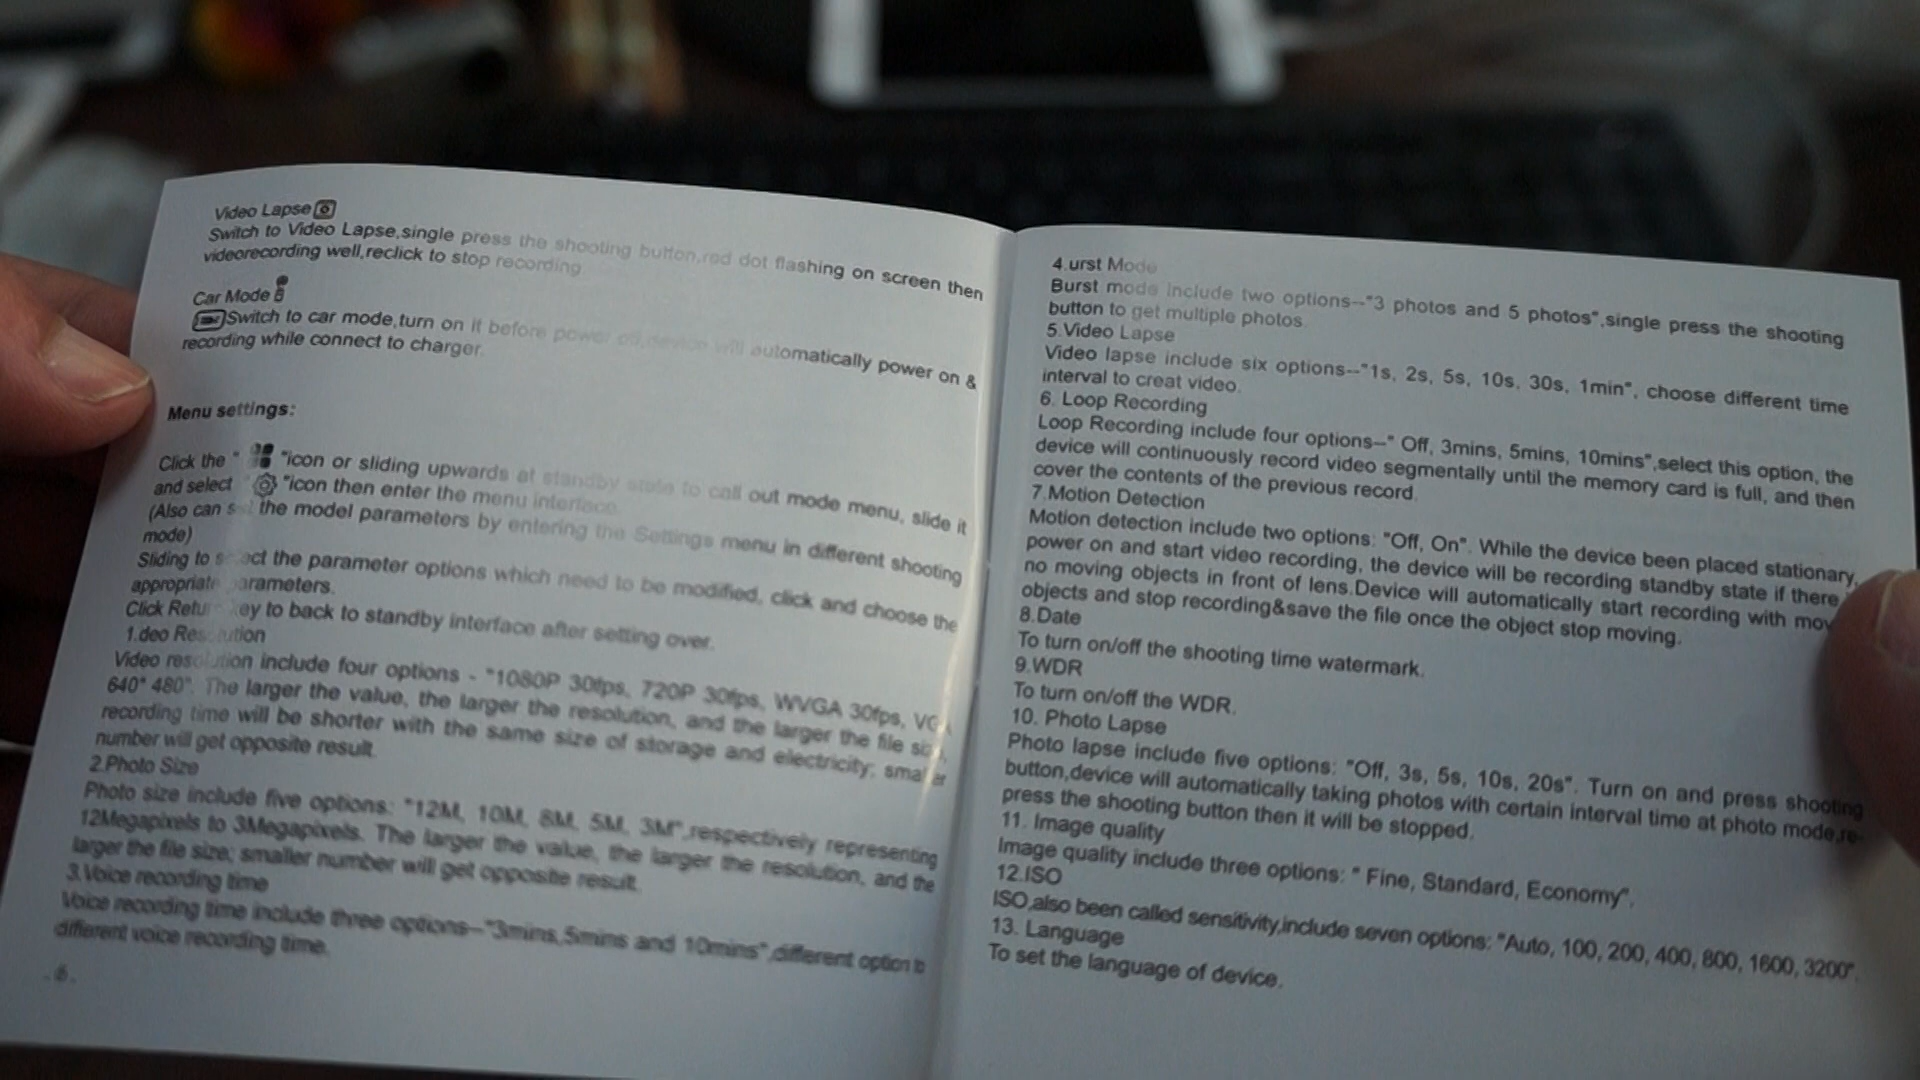 Video Lapse
Switch to Video Lapse,single press the shooting button,red dot flashing on screen then
videorecording well,reclick to stop recording
Car Mode
Switch to car mode,turn on it before power off,device will automatically power on &
recording while connect to charger.
Menu settings:
Click the " "icon or sliding upwards at standby state to call out mode menu, slide it
and select " "icon then enter the menu interface.
(Also can set the model parameters by entering the Settings menu in different shooting
mode)
Sliding to select the parameter options which need to be modified, click and choose the
appropriate parameters.
Click Return key to back to standby interface after setting over.
1.deo Resolution
Video resolution include four options - "1080P 30fps, 720P 30fps, WVGA 30fps, VGA
640* 480". The larger the value, the larger the resolution, and the larger the file size,
recording time will be shorter with the same size of storage and electricity; smaller
number will get opposite result.
2.Photo Size
Photo size include five options: "12M, 10M, 8M, 5M, 3M",respectively representing
12Megapixels to 3Megapixels. The larger the value, the larger the resolution, and the
larger the file size; smaller number will get opposite result.
3.Voice recording time
Voice recording time include three options--"3mins,5mins and 10mins",different option to
different voice recording time.
.6.
4.urst Mode
Burst mode include two options--"3 photos and 5 photos",single press the shooting
button to get multiple photos.
5.Video Lapse
Video lapse include six options--"1s, 2s, 5s, 10s, 30s, 1min", choose different time
interval to creat video.
6. Loop Recording
Loop Recording include four options--" Off, 3mins, 5mins, 10mins",select this option, the
device will continuously record video segmentally until the memory card is full, and then
cover the contents of the previous record.
7.Motion Detection
Motion detection include two options: "Off, On". While the device been placed stationary,
power on and start video recording, the device will be recording standby state if there
no moving objects in front of lens.Device will automatically start recording with
objects and stop recording&save the file once the object stop moving.
8.Date
To turn on/off the shooting time watermark.
9.WDR
To turn on/off the WDR.
10. Photo Lapse
Photo lapse include five options: "Off, 3s, 5s, 10s, 20s". Turn on and press shooting
button,device will automatically taking photos with certain interval time at photo mode,re-
press the shooting button then it will be stopped.
11. Image quality
Image quality include three options: " Fine, Standard, Economy".
12.ISO
ISO,also been called sensitivity,include seven options: "Auto, 100, 200, 400, 800, 1600, 3200".
13. Language
To set the language of device.